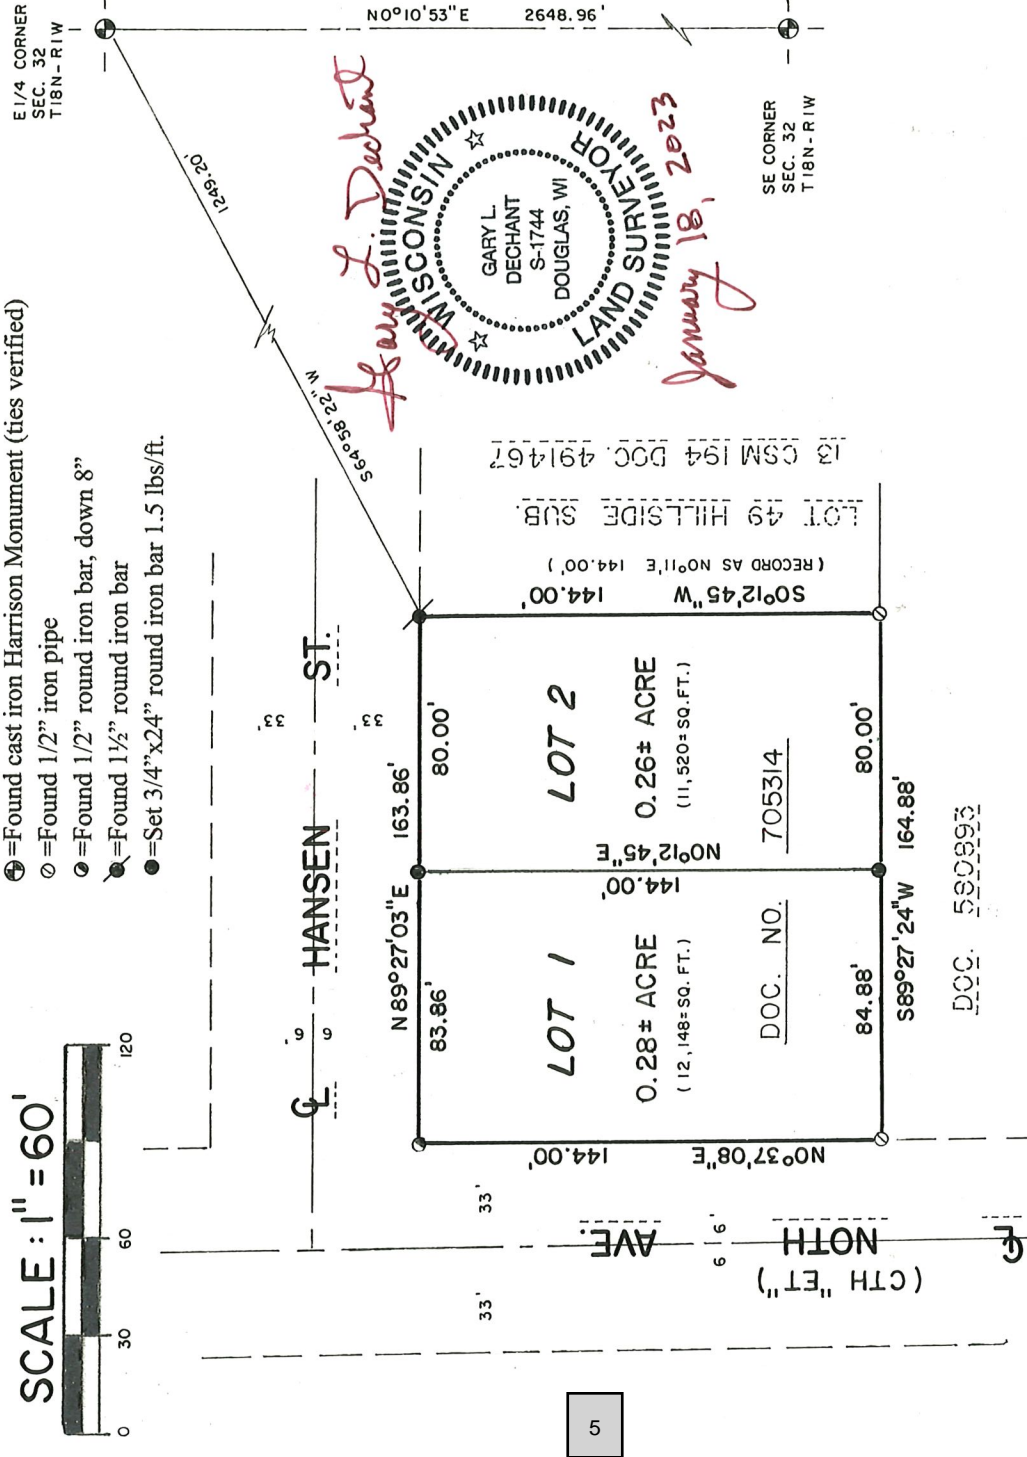 E1/4 CORNER
SEC. 32
T18N-R1W
N0°10'53"E 2648.96'
SE CORNER
SEC. 32
T18N-R1W
1249.20'
S64°58'22"W
=Found cast iron Harrison Monument (ties verified)
=Found 1/2” iron pipe
=Found 1/2” round iron bar, down 8”
=Found 1½” round iron bar
=Set 3/4”x24” round iron bar 1.5 lbs/ft.
Gary L. Dechant
WISCONSIN
GARY L.
DECHANT
S-1744
DOUGLAS, WI
LAND SURVEYOR
January 18, 2023
13 CSM 194 DOC. 491467
LOT 49 HILLSIDE SUB.
(RECORD AS N0°11'E 144.00')
S0°12'45"W 144.00'
HANSEN ST.
33'
33'
6'
6
℄
N89°27'03"E 163.86'
83.86'
80.00'
LOT 1
0.28± ACRE
(12,148± SQ. FT.)
LOT 2
0.26± ACRE
(11,520± SQ. FT.)
N0°12'45"E
144.00'
DOC. NO. 705314
84.88'
80.00'
S89°27'24"W 164.88'
DOC. 580893
N0°37'08"E 144.00'
33'
33'
6'
6
NOTH AVE.
(CTH "ET")
℄
SCALE : 1" = 60'
0 30 60 120
5